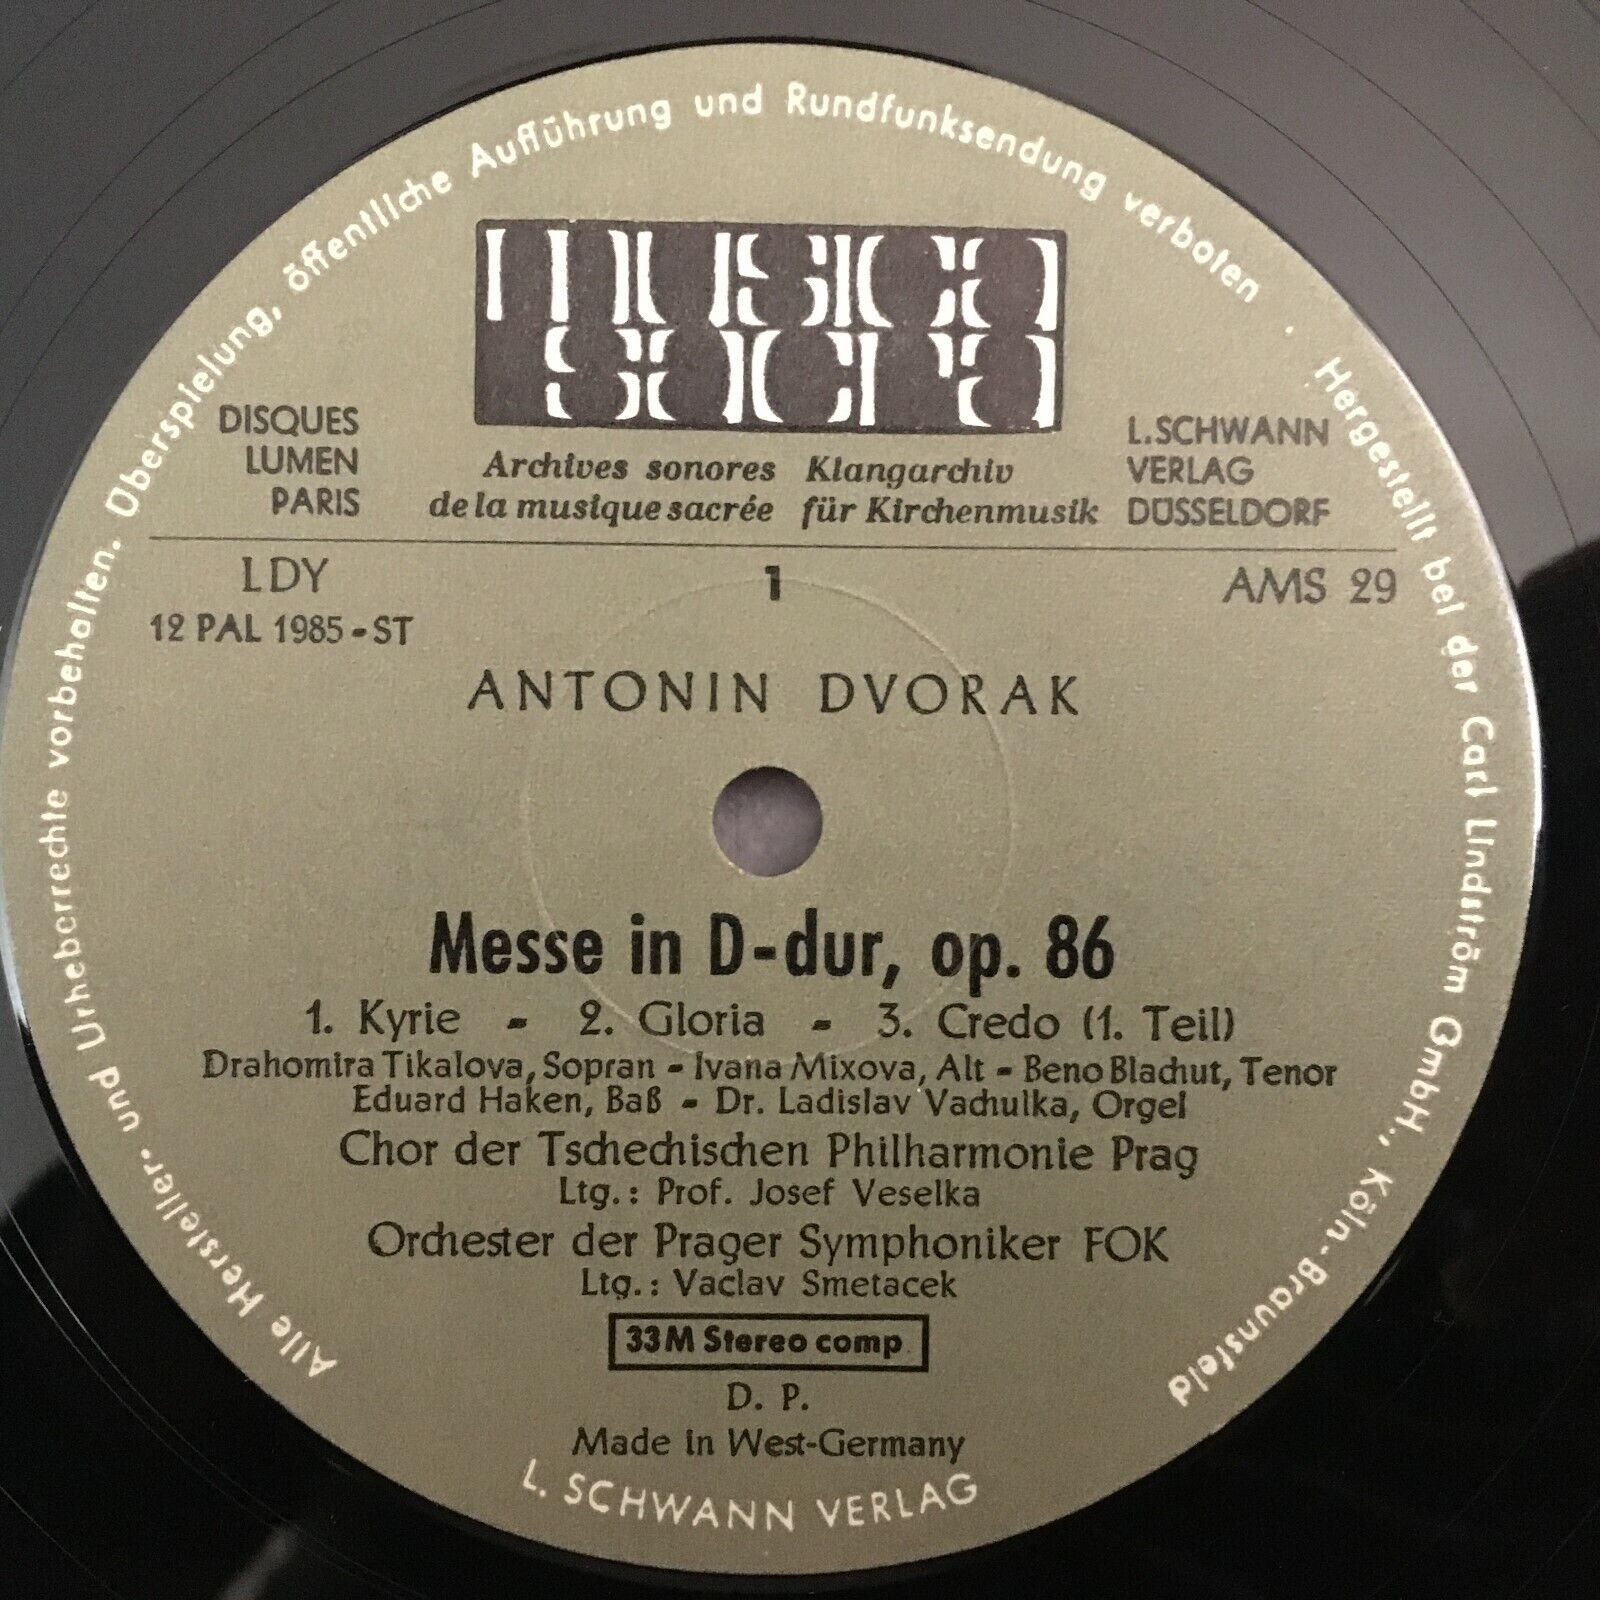 Alle Hersteller- und Urheberrechte vorbehalten. Überspielung, öffentliche Aufführung und Rundfunksendung verboten . Hergestellt bei der Carl Lindström GmbH., Köln-Braunsfeld
MUSICA
SACRA
DISQUES
LUMEN
PARIS
Archives sonores
de la musique sacrée
Klangarchiv
für Kirchenmusik
L.SCHWANN
VERLAG
DÜSSELDORF
LDY
12 PAL 1985-ST
1
AMS 29
ANTONIN DVORAK
Messe in D-dur, op. 86
1. Kyrie - 2. Gloria - 3. Credo (1. Teil)
Drahomira Tikalova, Sopran - Ivana Mixova, Alt - Beno Blachut, Tenor
Eduard Haken, Baß - Dr. Ladislav Vachulka, Orgel
Chor der Tschechischen Philharmonie Prag
Ltg.: Prof. Josef Veselka
Orchester der Prager Symphoniker FOK
Ltg.: Vaclav Smetacek
33M Stereo comp.
D. P.
Made in West-Germany
L. SCHWANN VERLAG